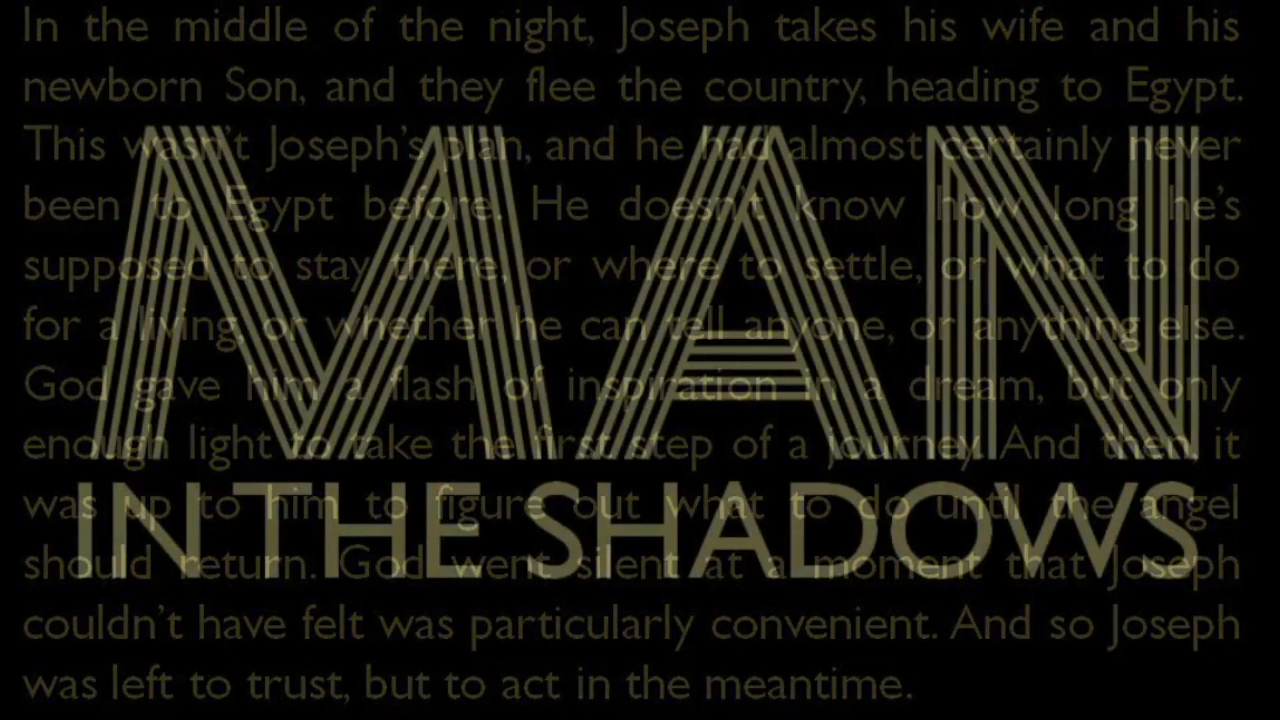 In the middle of the night, Joseph takes his wife and his
newborn Son, and they flee the country, heading to Egypt.
This wasn't Joseph's plan, and he had almost certainly never
been to Egypt before. He doesn't know how long he's
supposed to stay there, or where to settle, or what to do
for a living, or whether he can tell anyone, or anything else.
God gave him a flash of inspiration in a dream, but only
enough light to take the first step of a journey. And then, it
was up to him to figure out what to do until the angel
should return. God went silent at a moment that Joseph
couldn't have felt was particularly convenient. And so Joseph
was left to trust, but to act in the meantime.
MAN
IN THE SHADOWS